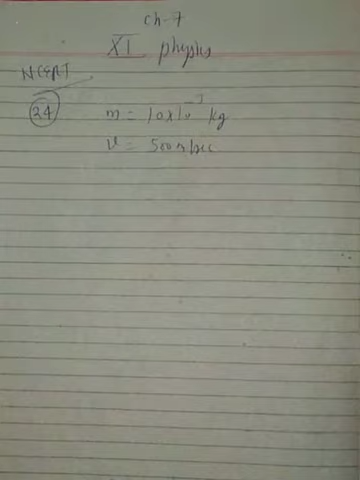 Ch-7
XI physics
NCERT
24 m = 10x10⁻³ kg
v = 500 m/sec